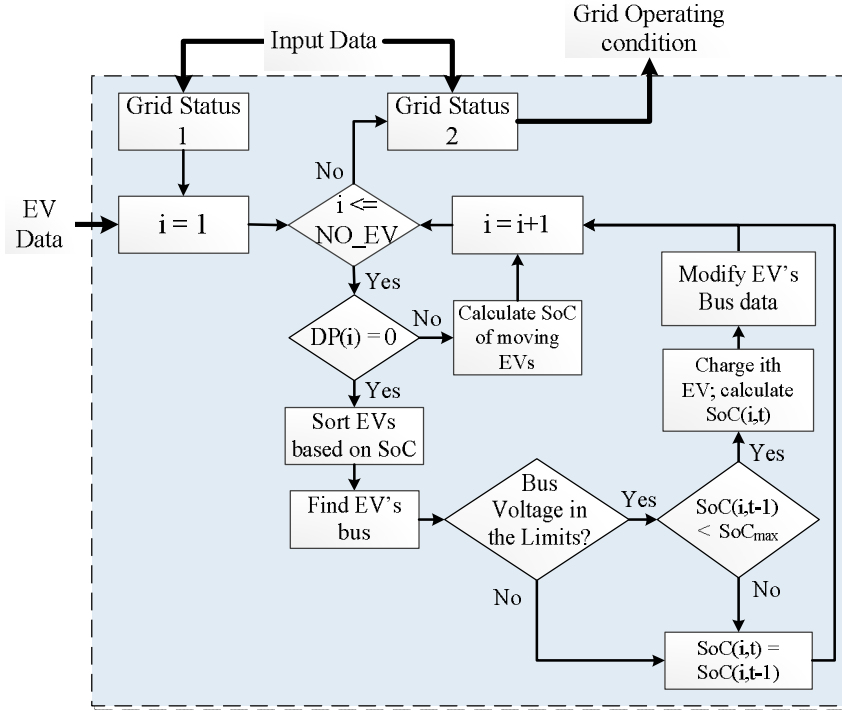 Grid Operating
condition
Input Data
Grid Status
1
Grid Status
2
No
EV
Data
i = 1
i <=
NO_EV
i = i+1
Yes
Modify EV's
Bus data
DP(i) = 0
No
Calculate SoC
of moving
EVs
Charge ith
EV; calculate
SoC(i,t)
Yes
Sort EVs
based on SoC
Yes
Find EV's
bus
Bus
Voltage in
the Limits?
Yes
SoC(i,t-1)
< SoCmax
No
No
SoC(i,t) =
SoC(i,t-1)